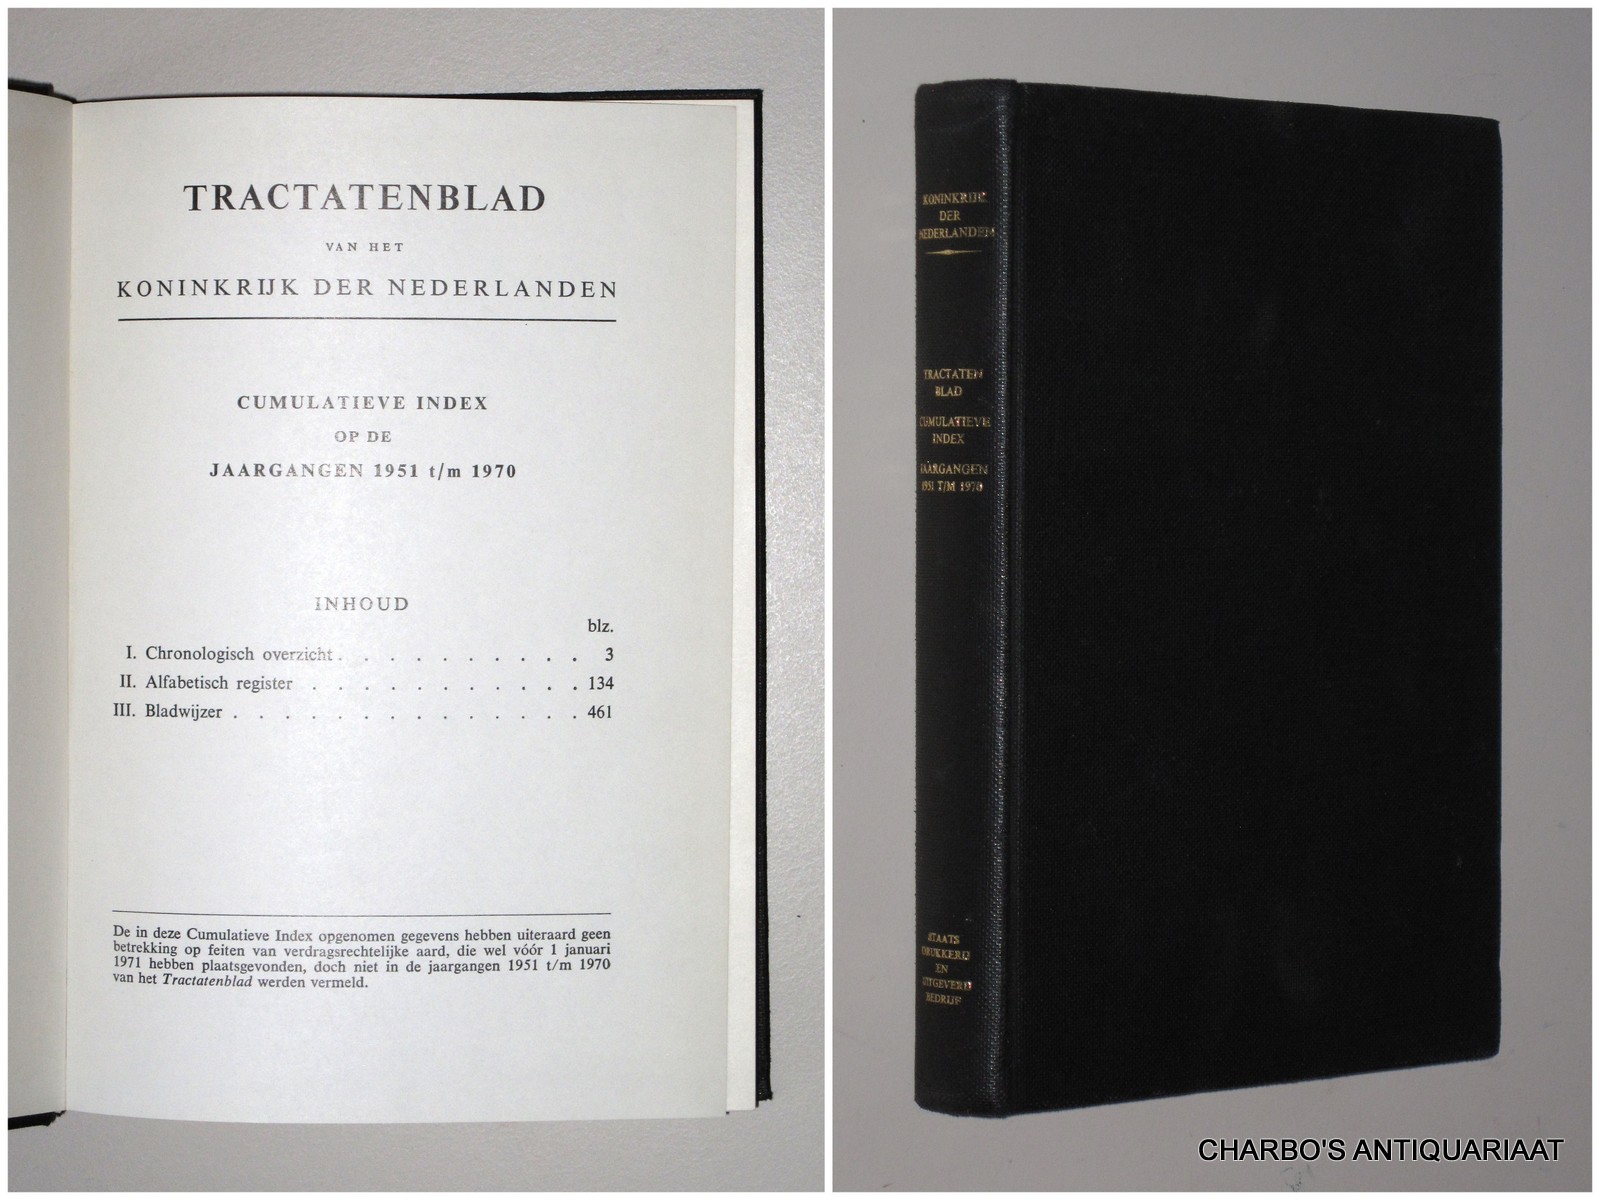 TRACTATENBLAD
VAN HET
KONINKRIJK DER NEDERLANDEN
CUMULATIEVE INDEX
OP DE
JAARGANGEN 1951 t/m 1970
INHOUD
blz.
I. Chronologisch overzicht . . . . . . . . . . 3
II. Alfabetisch register . . . . . . . . . . . 134
III. Bladwijzer . . . . . . . . . . . . . . 461
De in deze Cumulatieve Index opgenomen gegevens hebben uiteraard geen
betrekking op feiten van verdragsrechtelijke aard, die wel vóór 1 januari
1971 hebben plaatsgevonden, doch niet in de jaargangen 1951 t/m 1970
van het Tractatenblad werden vermeld.
KONINKRIJK
DER
NEDERLANDEN
TRACTATEN
BLAD
CUMULATIEVE
INDEX
JAARGANGEN
1951 T/M 1970
STAATS
DRUKKERIJ
EN
UITGEVERIJ
BEDRIJF
CHARBO'S ANTIQUARIAAT